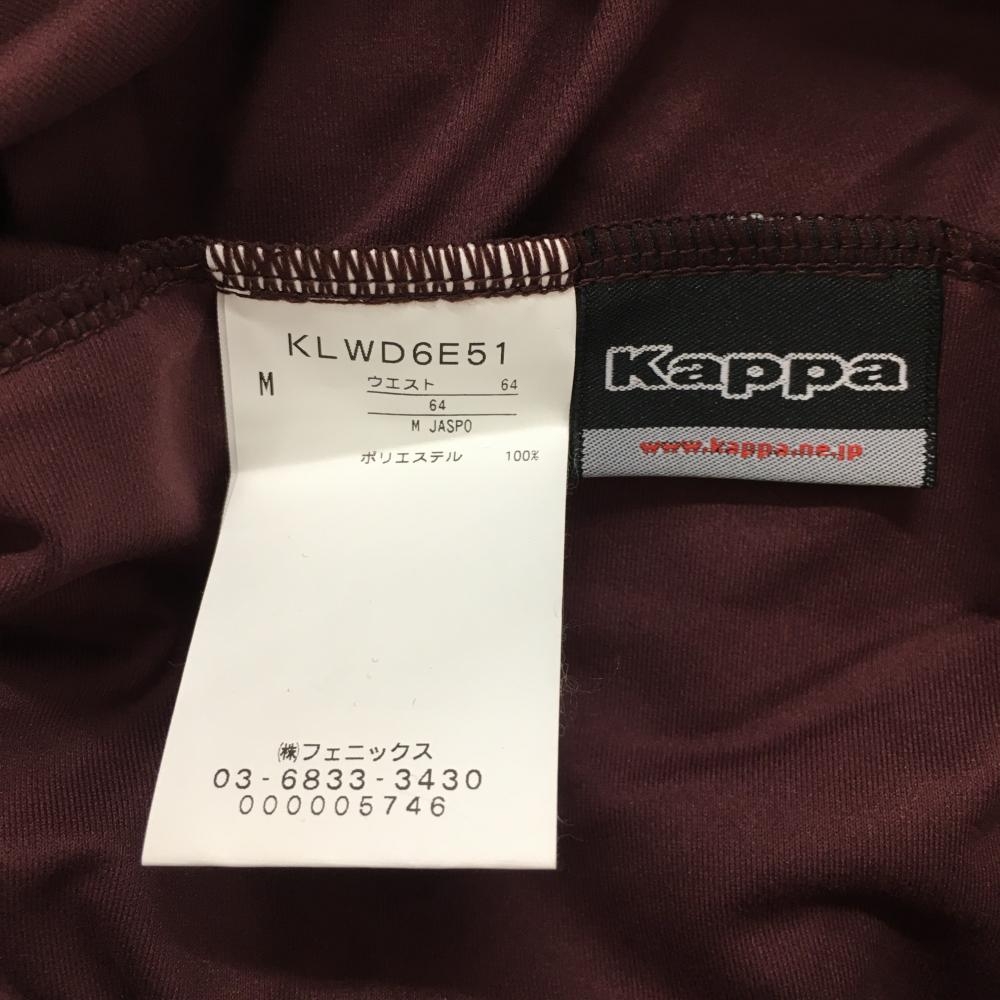 KLWD6E51
M ウエスト 64
64
M JASPO
ポリエステル 100%
㈱フェニックス
03-6833-3430
000005746
Kappa
www.kappa.ne.jp